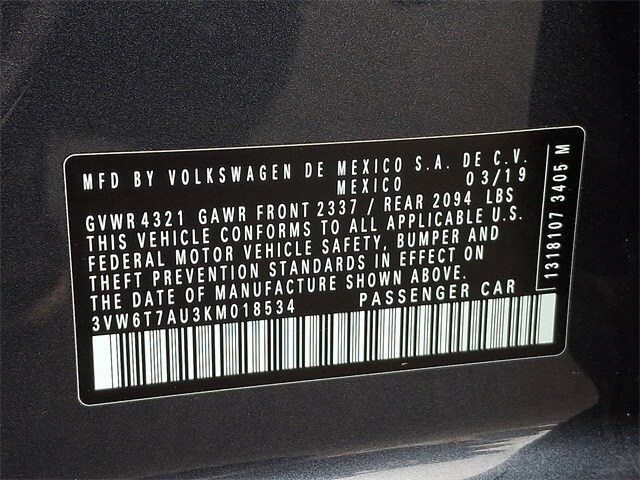 MFD BY VOLKSWAGEN DE MEXICO S.A. DE C.V.
MEXICO 03/19
GVWR 4321 GAWR FRONT 2337 / REAR 2094 LBS
THIS VEHICLE CONFORMS TO ALL APPLICABLE U.S.
FEDERAL MOTOR VEHICLE SAFETY, BUMPER AND
THEFT PREVENTION STANDARDS IN EFFECT ON
THE DATE OF MANUFACTURE SHOWN ABOVE.
3VW6T7AU3KM018534 PASSENGER CAR
1318107 3405 M